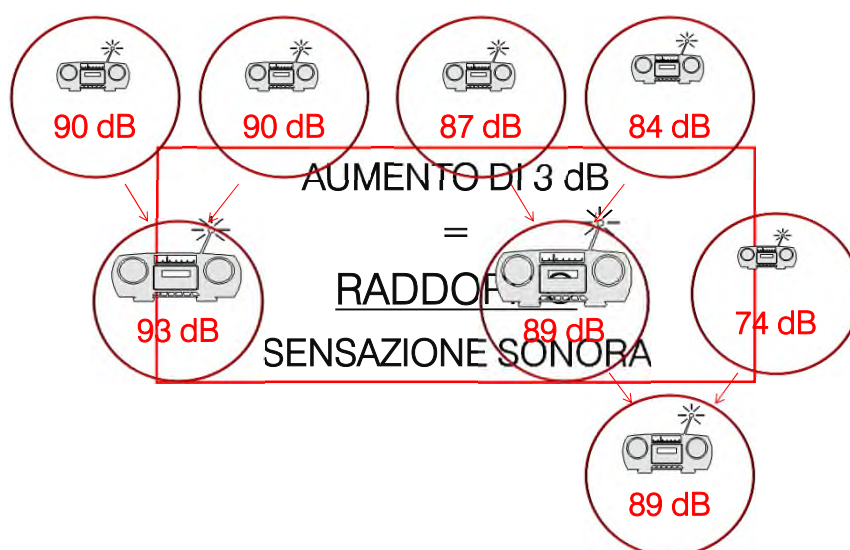 90 dB
90 dB
87 dB
84 dB
AUMENTO DI 3 dB
=
93 dB
89 dB
74 dB
SENSAZIONE SONORA
89 dB